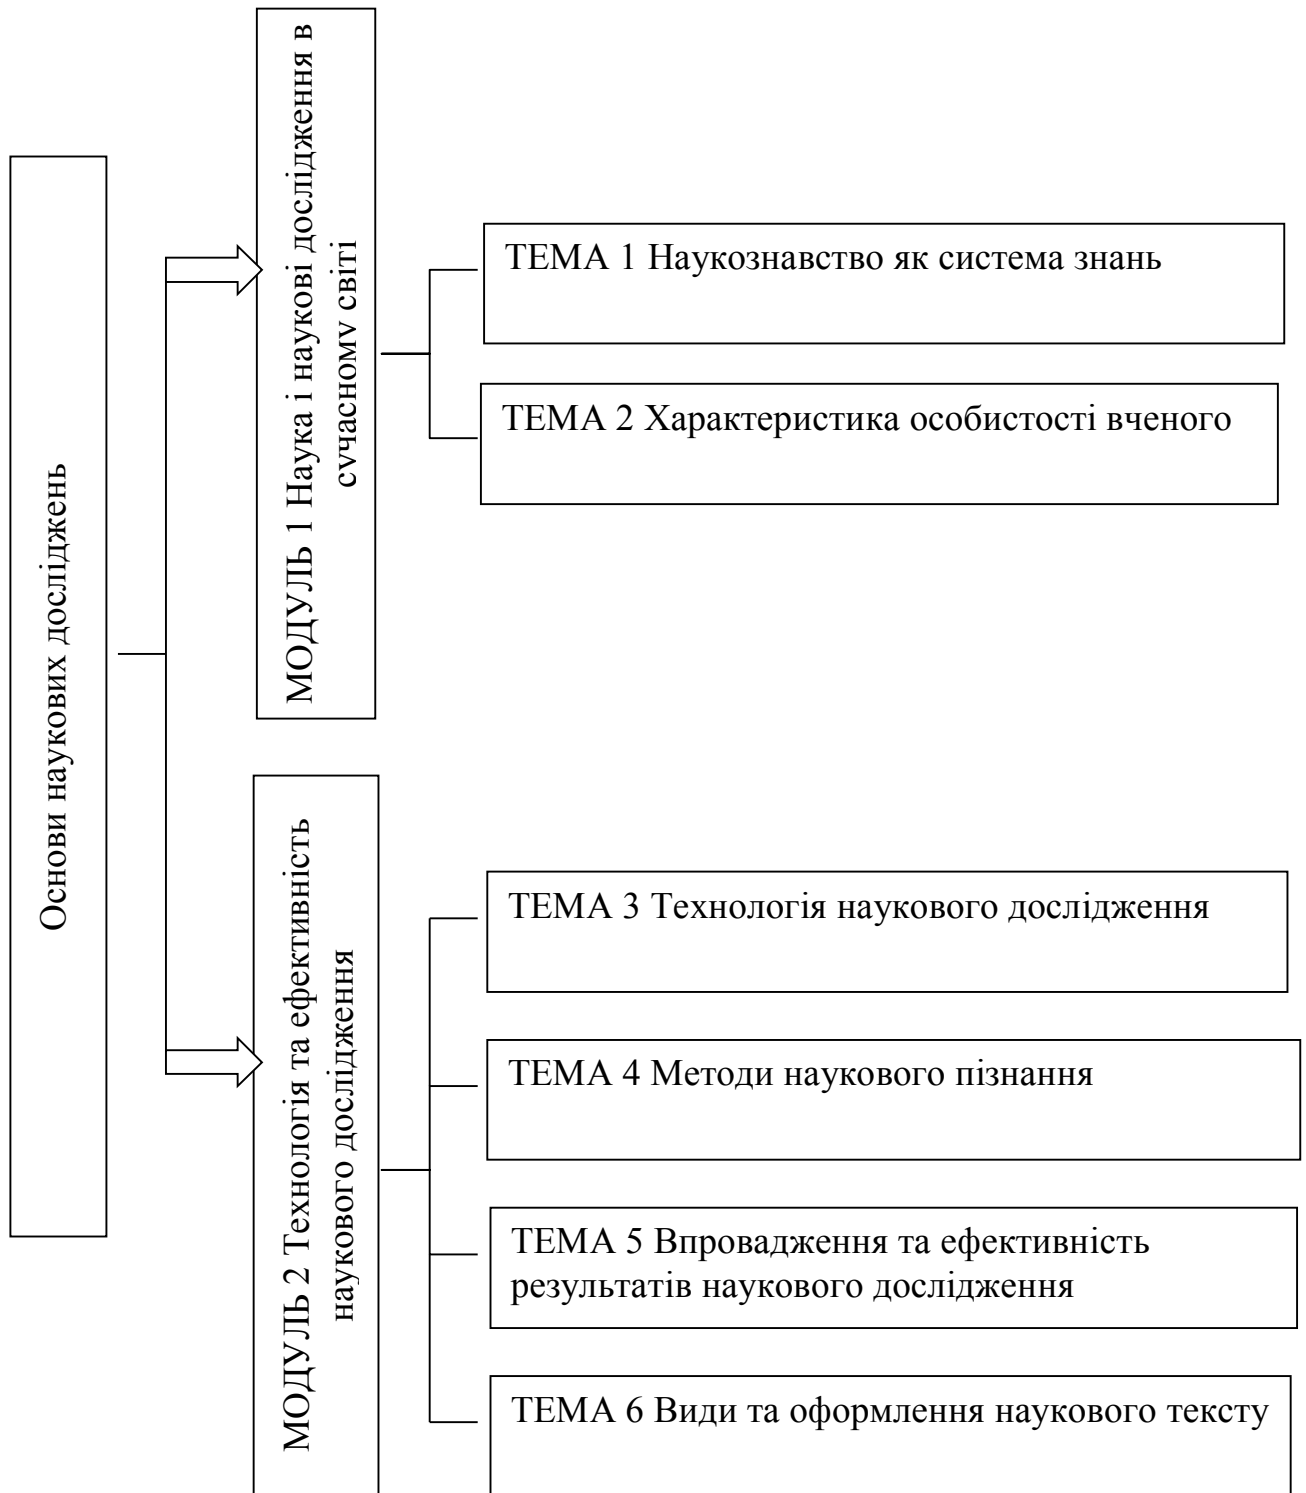 Основи наукових досліджень
МОДУЛЬ 1 Наука і наукові дослідження в
сучасному світі
ТЕМА 1 Наукознавство як система знань
ТЕМА 2 Характеристика особистості вченого
МОДУЛЬ 2 Технологія та ефективність
наукового дослідження
ТЕМА 3 Технологія наукового дослідження
ТЕМА 4 Методи наукового пізнання
ТЕМА 5 Впровадження та ефективність
результатів наукового дослідження
ТЕМА 6 Види та оформлення наукового тексту